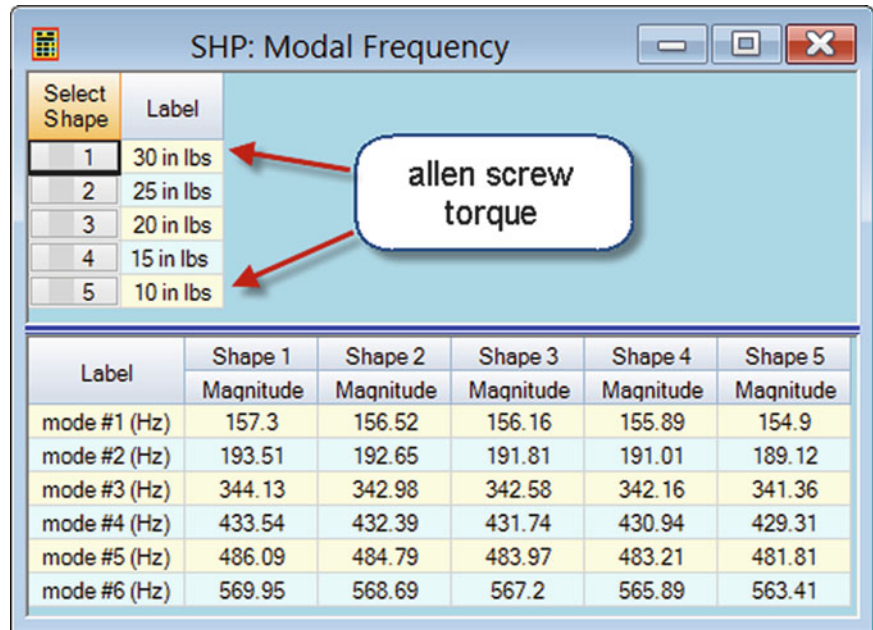 SHP: Modal Frequency
Select Shape Label
1 30 in lbs
2 25 in lbs
3 20 in lbs
4 15 in lbs
5 10 in lbs
allen screw
torque
Label Shape 1 Shape 2 Shape 3 Shape 4 Shape 5
Magnitude Magnitude Magnitude Magnitude Magnitude
mode #1 (Hz) 157.3 156.52 156.16 155.89 154.9
mode #2 (Hz) 193.51 192.65 191.81 191.01 189.12
mode #3 (Hz) 344.13 342.98 342.58 342.16 341.36
mode #4 (Hz) 433.54 432.39 431.74 430.94 429.31
mode #5 (Hz) 486.09 484.79 483.97 483.21 481.81
mode #6 (Hz) 569.95 568.69 567.2 565.89 563.41